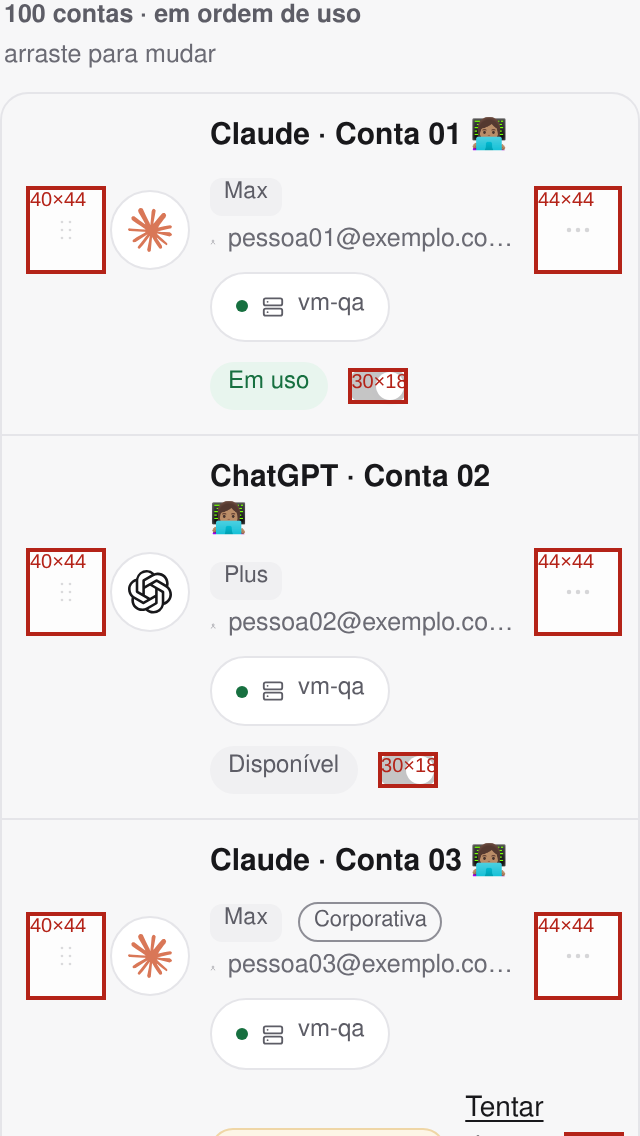 100 contas · em ordem de uso
arraste para mudar
Claude · Conta 01
40×44
Max
44×44
pessoa01@exemplo.co…
vm-qa
Em uso
30×18
ChatGPT · Conta 02
40×44
Plus
44×44
pessoa02@exemplo.co…
vm-qa
Disponível
30×18
Claude · Conta 03
40×44
Max
Corporativa
44×44
pessoa03@exemplo.co…
vm-qa
Tentar